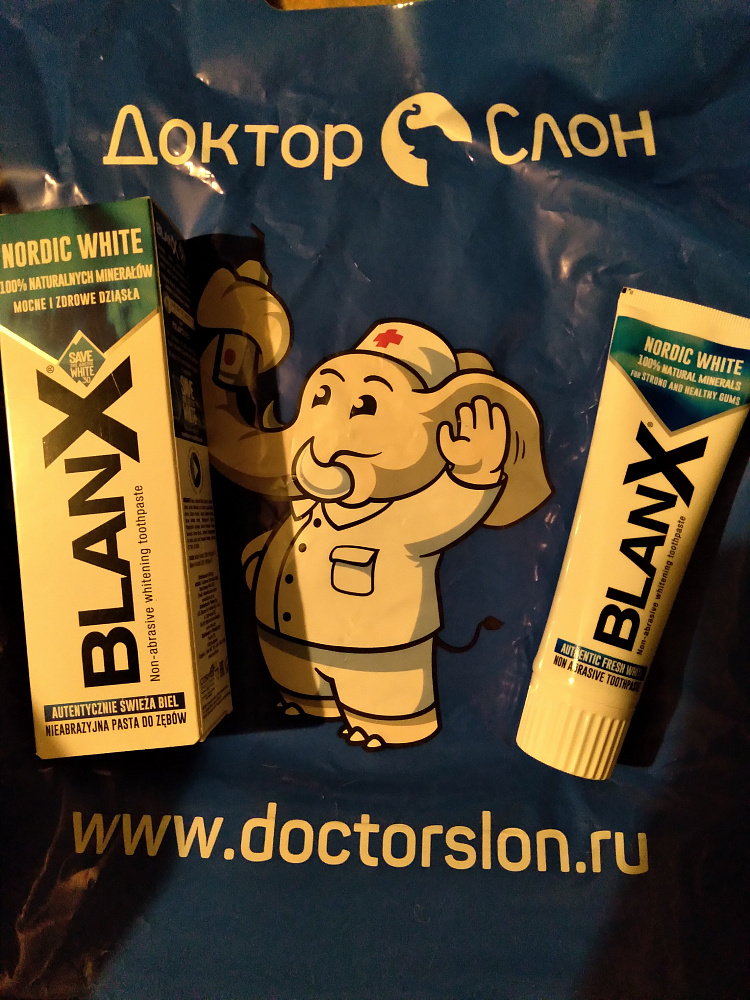 Доктор Слон
NORDIC WHITE
100% NATURALNYCH MINERAŁÓW
MOCNE I ZDROWE DZIĄSŁA
SAVE
WHITE
BLANX®
Non-abrasive whitening toothpaste
AUTENTYCZNIE ŚWIEŻA BIEL
NIEABRAZYJNA PASTA DO ZĘBÓW
NORDIC WHITE
100% NATURAL MINERALS
FOR STRONG AND HEALTHY GUMS
BLANX®
Non-abrasive whitening toothpaste
AUTHENTIC FRESH WHITE
NON ABRASIVE TOOTHPASTE
www.doctorslon.ru